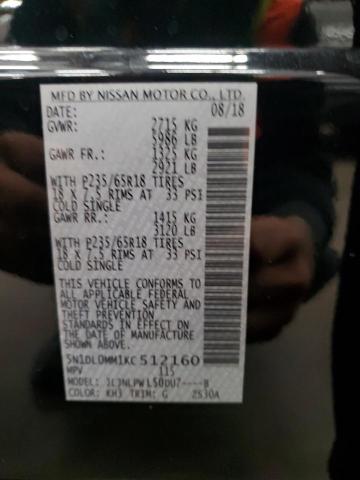 MFD BY NISSAN MOTOR CO., LTD.
DATE: 08/18
GVWR: 2715 KG
5986 LB
GAWR FR.: 1325 KG
2921 LB
WITH P235/65R18 TIRES
18 X 7.5 RIMS AT 33 PSI
COLD SINGLE
GAWR RR.: 1415 KG
3120 LB
WITH P235/65R18 TIRES
18 X 7.5 RIMS AT 33 PSI
COLD SINGLE
THIS VEHICLE CONFORMS TO
ALL APPLICABLE FEDERAL
MOTOR VEHICLE SAFETY AND
THEFT PREVENTION
STANDARDS IN EFFECT ON
THE DATE OF MANUFACTURE
SHOWN ABOVE.
5N1DL0MM1KC512160
MPV 115
COLOR: KH3 TRIM: G Z530A